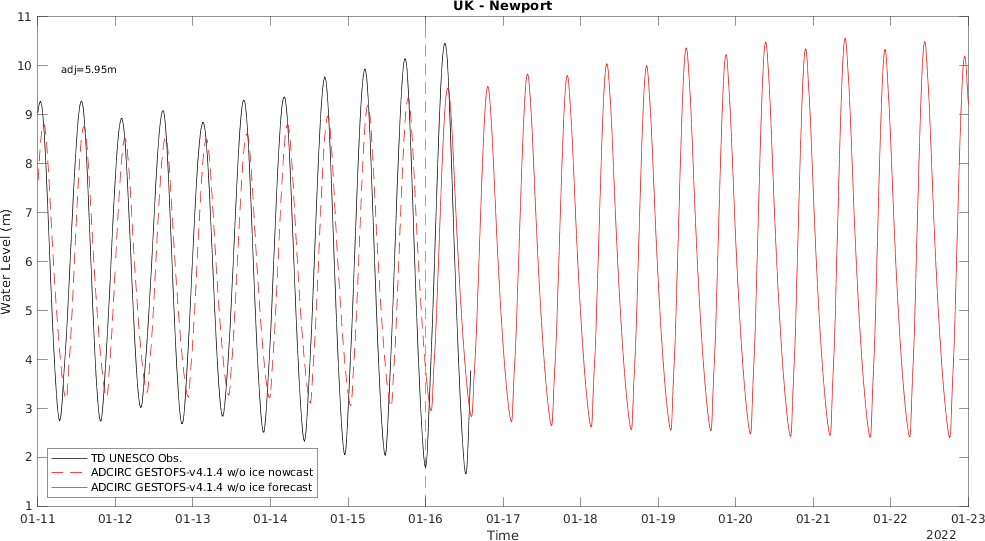 UK - Newport
11
10
9
8
7
6
5
4
3
2
1
Water Level (m)
adj=5.95m
TD UNESCO Obs.
ADCIRC GESTOFS-v4.1.4 w/o ice nowcast
ADCIRC GESTOFS-v4.1.4 w/o ice forecast
01-11 01-12 01-13 01-14 01-15 01-16 01-17 01-18 01-19 01-20 01-21 01-22 01-23
Time
2022